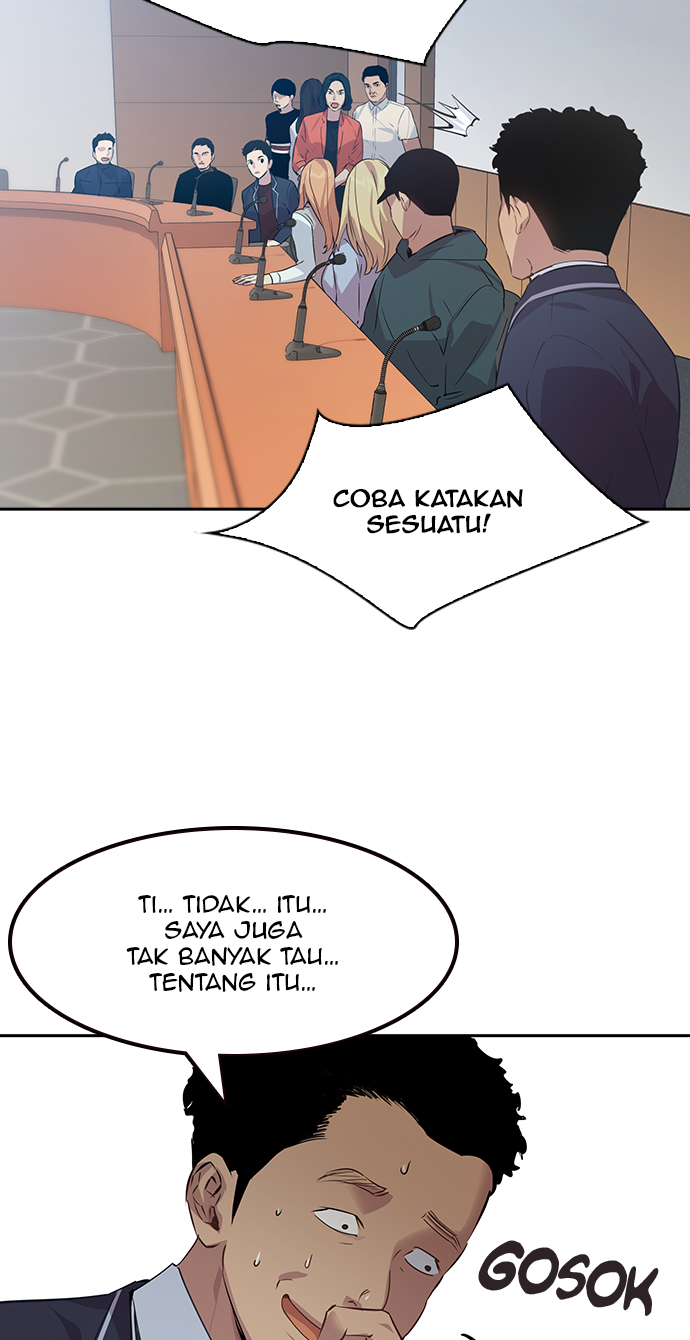 COBA KATAKAN
SESUATU!
TI... TIDAK... ITU...
SAYA JUGA
TAK BANYAK TAU...
TENTANG ITU...
GOSOK